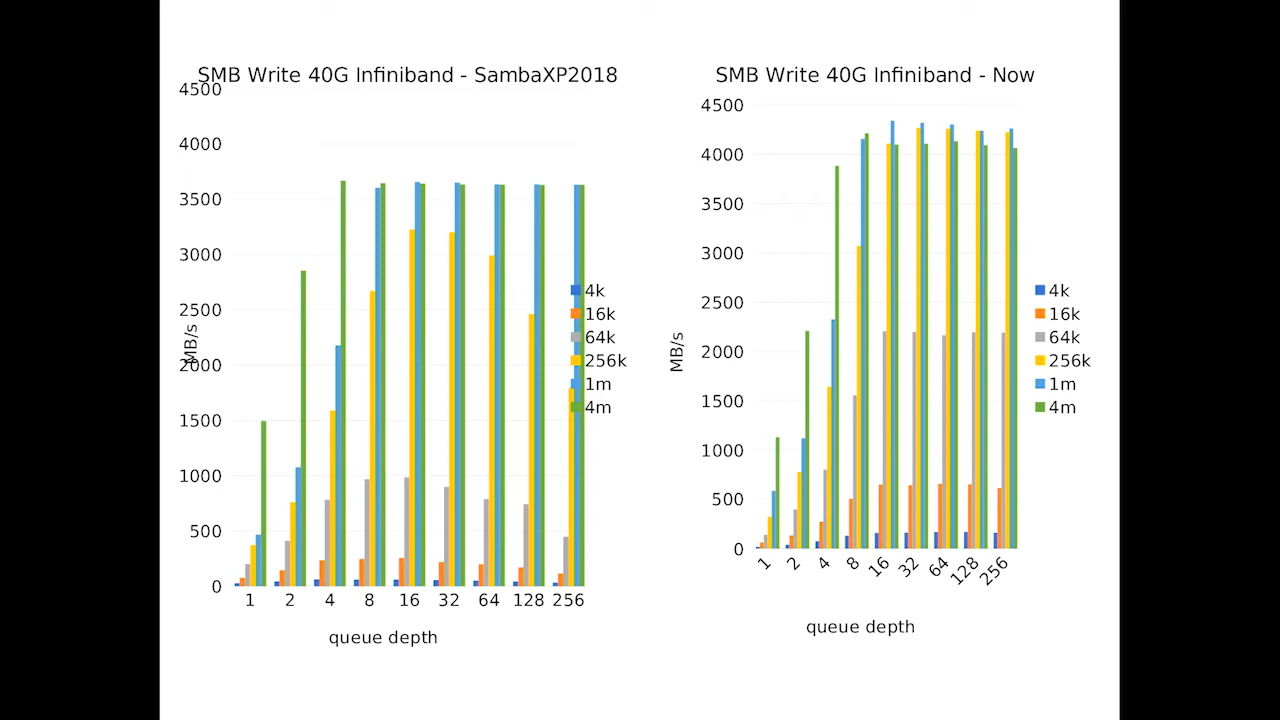 SMB Write 40G Infiniband - SambaXP2018
4500
4000
3500
3000
2500
2000
1500
1000
500
0
MB/s
1 2 4 8 16 32 64 128 256
queue depth
4k
16k
64k
256k
1m
4m
SMB Write 40G Infiniband - Now
4500
4000
3500
3000
2500
2000
1500
1000
500
0
MB/s
1 2 4 8 16 32 64 128 256
queue depth
4k
16k
64k
256k
1m
4m